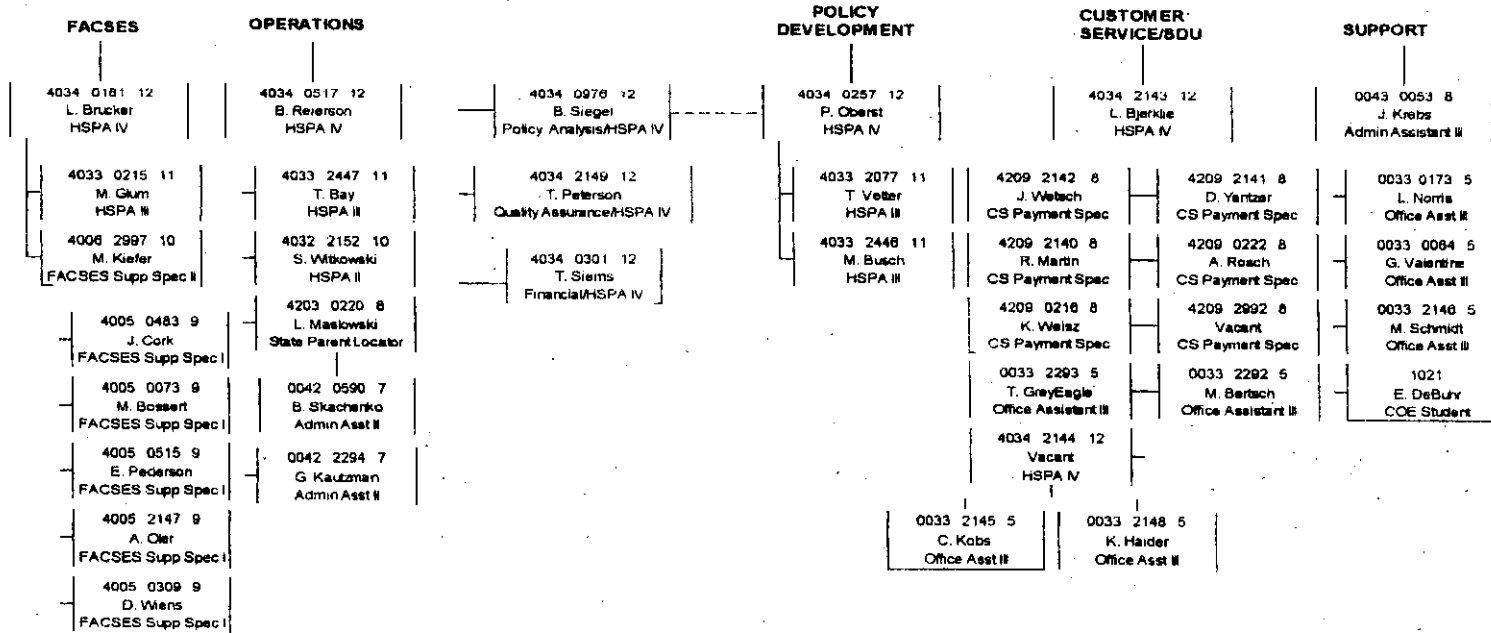 FACSES
4034 0181 12
L. Brucker
HSPA IV
4033 0215 11
M. Glum
HSPA III
4006 2997 10
M. Kiefer
FACSES Supp Spec II
4005 0483 9
J. Cork
FACSES Supp Spec I
4005 0073 9
M. Bossert
FACSES Supp Spec I
4005 0515 9
E. Pederson
FACSES Supp Spec I
4005 2147 9
A. Oler
FACSES Supp Spec I
4005 0309 9
D. Wiens
FACSES Supp Spec I
OPERATIONS
4034 0517 12
B. Reierson
HSPA IV
4033 2447 11
T. Bay
HSPA III
4032 2152 10
S. Witkowski
HSPA II
4203 0220 8
L. Maslowski
State Parent Locator
0042 0590 7
B. Skachenko
Admin Asst II
0042 2294 7
G. Kautzman
Admin Asst II
4034 0976 12
B. Siegel
Policy Analysis/HSPA IV
4034 2149 12
T. Peterson
Quality Assurance/HSPA IV
4034 0301 12
T. Siems
Financial/HSPA IV
POLICY
DEVELOPMENT
4034 0257 12
P. Oberst
HSPA IV
4033 2077 11
T. Vetter
HSPA III
4033 2446 11
M. Busch
HSPA III
CUSTOMER
SERVICE/SDU
4034 2143 12
L. Bjerklie
HSPA IV
4209 2142 8
J. Wetsch
CS Payment Spec
4209 2140 8
R. Martin
CS Payment Spec
4209 0216 8
K. Weisz
CS Payment Spec
0033 2293 5
T. GreyEagle
Office Assistant III
4034 2144 12
Vacant
HSPA IV
4209 2141 8
D. Yantzer
CS Payment Spec
4209 0222 8
A. Rosch
CS Payment Spec
4209 2992 8
Vacant
CS Payment Spec
0033 2292 5
M. Bertsch
Office Assistant III
0033 2145 5
C. Kobs
Office Asst III
0033 2148 5
K. Haider
Office Asst III
SUPPORT
0043 0053 8
J. Krebs
Admin Assistant III
0033 0173 5
L. Norris
Office Asst III
0033 0064 5
G. Valentine
Office Asst III
0033 2146 5
M. Schmidt
Office Asst III
1021
E. DeBuhr
COE Student